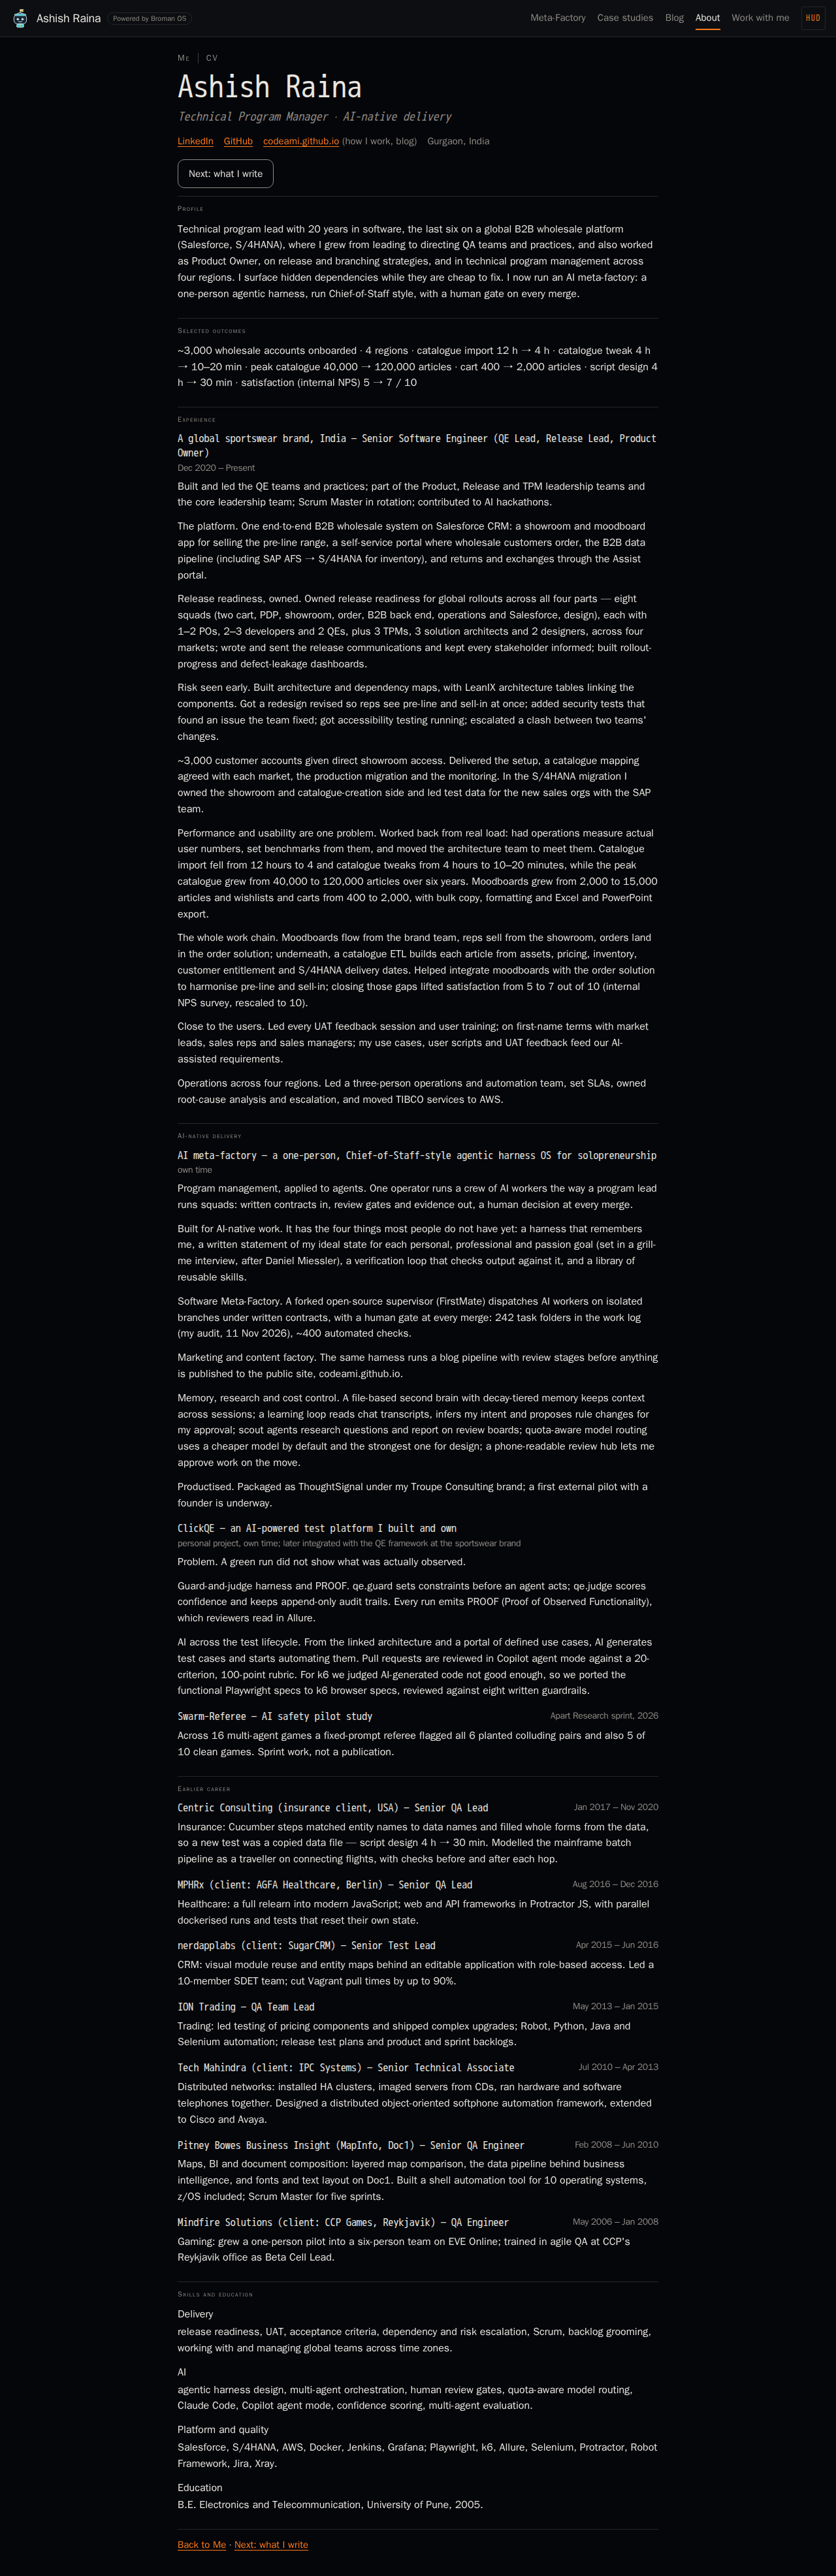 Ashish Raina
Powered by Broman OS
Meta-Factory
Case studies
Blog
About
Work with me
HUD
Me
CV
Ashish Raina
Technical Program Manager · AI-native delivery
LinkedIn GitHub codeami.github.io (how I work, blog) Gurgaon, India
Next: what I write
Profile
Technical program lead with 20 years in software, the last six on a global B2B wholesale platform
(Salesforce, S/4HANA), where I grew from leading to directing QA teams and practices, and also worked
as Product Owner, on release and branching strategies, and in technical program management across
four regions. I surface hidden dependencies while they are cheap to fix. I now run an AI meta-factory: a
one-person agentic harness, run Chief-of-Staff style, with a human gate on every merge.
Selected outcomes
~3,000 wholesale accounts onboarded · 4 regions · catalogue import 12 h → 4 h · catalogue tweak 4 h
→ 10–20 min · peak catalogue 40,000 → 120,000 articles · cart 400 → 2,000 articles · script design 4
h → 30 min · satisfaction (internal NPS) 5 → 7 / 10
Experience
A global sportswear brand, India — Senior Software Engineer (QE Lead, Release Lead, Product
Owner)
Dec 2020 – Present
Built and led the QE teams and practices; part of the Product, Release and TPM leadership teams and
the core leadership team; Scrum Master in rotation; contributed to AI hackathons.
The platform. One end-to-end B2B wholesale system on Salesforce CRM: a showroom and moodboard
app for selling the pre-line range, a self-service portal where wholesale customers order, the B2B data
pipeline (including SAP AFS → S/4HANA for inventory), and returns and exchanges through the Assist
portal.
Release readiness, owned. Owned release readiness for global rollouts across all four parts — eight
squads (two cart, PDP, showroom, order, B2B back end, operations and Salesforce, design), each with
1–2 POs, 2–3 developers and 2 QEs, plus 3 TPMs, 3 solution architects and 2 designers, across four
markets; wrote and sent the release communications and kept every stakeholder informed; built rollout-
progress and defect-leakage dashboards.
Risk seen early. Built architecture and dependency maps, with LeanIX architecture tables linking the
components. Got a redesign revised so reps see pre-line and sell-in at once; added security tests that
found an issue the team fixed; got accessibility testing running; escalated a clash between two teams'
changes.
~3,000 customer accounts given direct showroom access. Delivered the setup, a catalogue mapping
agreed with each market, the production migration and the monitoring. In the S/4HANA migration I
owned the showroom and catalogue-creation side and led test data for the new sales orgs with the SAP
team.
Performance and usability are one problem. Worked back from real load: had operations measure actual
user numbers, set benchmarks from them, and moved the architecture team to meet them. Catalogue
import fell from 12 hours to 4 and catalogue tweaks from 4 hours to 10–20 minutes, while the peak
catalogue grew from 40,000 to 120,000 articles over six years. Moodboards grew from 2,000 to 15,000
articles and wishlists and carts from 400 to 2,000, with bulk copy, formatting and Excel and PowerPoint
export.
The whole work chain. Moodboards flow from the brand team, reps sell from the showroom, orders land
in the order solution; underneath, a catalogue ETL builds each article from assets, pricing, inventory,
customer entitlement and S/4HANA delivery dates. Helped integrate moodboards with the order solution
to harmonise pre-line and sell-in; closing those gaps lifted satisfaction from 5 to 7 out of 10 (internal
NPS survey, rescaled to 10).
Close to the users. Led every UAT feedback session and user training; on first-name terms with market
leads, sales reps and sales managers; my use cases, user scripts and UAT feedback feed our AI-
assisted requirements.
Operations across four regions. Led a three-person operations and automation team, set SLAs, owned
root-cause analysis and escalation, and moved TIBCO services to AWS.
AI-native delivery
AI meta-factory — a one-person, Chief-of-Staff-style agentic harness OS for solopreneurship
own time
Program management, applied to agents. One operator runs a crew of AI workers the way a program lead
runs squads: written contracts in, review gates and evidence out, a human decision at every merge.
Built for AI-native work. It has the four things most people do not have yet: a harness that remembers
me, a written statement of my ideal state for each personal, professional and passion goal (set in a grill-
me interview, after Daniel Miessler), a verification loop that checks output against it, and a library of
reusable skills.
Software Meta-Factory. A forked open-source supervisor (FirstMate) dispatches AI workers on isolated
branches under written contracts, with a human gate at every merge: 242 task folders in the work log
(my audit, 11 Nov 2026), ~400 automated checks.
Marketing and content factory. The same harness runs a blog pipeline with review stages before anything
is published to the public site, codeami.github.io.
Memory, research and cost control. A file-based second brain with decay-tiered memory keeps context
across sessions; a learning loop reads chat transcripts, infers my intent and proposes rule changes for
my approval; scout agents research questions and report on review boards; quota-aware model routing
uses a cheaper model by default and the strongest one for design; a phone-readable review hub lets me
approve work on the move.
Productised. Packaged as ThoughtSignal under my Troupe Consulting brand; a first external pilot with a
founder is underway.
ClickQE — an AI-powered test platform I built and own
personal project, own time; later integrated with the QE framework at the sportswear brand
Problem. A green run did not show what was actually observed.
Guard-and-judge harness and PROOF. qe.guard sets constraints before an agent acts; qe.judge scores
confidence and keeps append-only audit trails. Every run emits PROOF (Proof of Observed Functionality),
which reviewers read in Allure.
AI across the test lifecycle. From the linked architecture and a portal of defined use cases, AI generates
test cases and starts automating them. Pull requests are reviewed in Copilot agent mode against a 20-
criterion, 100-point rubric. For k6 we judged AI-generated code not good enough, so we ported the
functional Playwright specs to k6 browser specs, reviewed against eight written guardrails.
Swarm-Referee — AI safety pilot study
Apart Research sprint, 2026
Across 16 multi-agent games a fixed-prompt referee flagged all 6 planted colluding pairs and also 5 of
10 clean games. Sprint work, not a publication.
Earlier career
Centric Consulting (insurance client, USA) — Senior QA Lead
Jan 2017 – Nov 2020
Insurance: Cucumber steps matched entity names to data names and filled whole forms from the data,
so a new test was a copied data file — script design 4 h → 30 min. Modelled the mainframe batch
pipeline as a traveller on connecting flights, with checks before and after each hop.
MPHRx (client: AGFA Healthcare, Berlin) — Senior QA Lead
Aug 2016 – Dec 2016
Healthcare: a full relearn into modern JavaScript; web and API frameworks in Protractor JS, with parallel
dockerised runs and tests that reset their own state.
nerdapplabs (client: SugarCRM) — Senior Test Lead
Apr 2015 – Jun 2016
CRM: visual module reuse and entity maps behind an editable application with role-based access. Led a
10-member SDET team; cut Vagrant pull times by up to 90%.
ION Trading — QA Team Lead
May 2013 – Jan 2015
Trading: led testing of pricing components and shipped complex upgrades; Robot, Python, Java and
Selenium automation; release test plans and product and sprint backlogs.
Tech Mahindra (client: IPC Systems) — Senior Technical Associate
Jul 2010 – Apr 2013
Distributed networks: installed HA clusters, imaged servers from CDs, ran hardware and software
telephones together. Designed a distributed object-oriented softphone automation framework, extended
to Cisco and Avaya.
Pitney Bowes Business Insight (MapInfo, Doc1) — Senior QA Engineer
Feb 2008 – Jun 2010
Maps, BI and document composition: layered map comparison, the data pipeline behind business
intelligence, and fonts and text layout on Doc1. Built a shell automation tool for 10 operating systems,
z/OS included; Scrum Master for five sprints.
Mindfire Solutions (client: CCP Games, Reykjavik) — QA Engineer
May 2006 – Jan 2008
Gaming: grew a one-person pilot into a six-person team on EVE Online; trained in agile QA at CCP's
Reykjavik office as Beta Cell Lead.
Skills and education
Delivery
release readiness, UAT, acceptance criteria, dependency and risk escalation, Scrum, backlog grooming,
working with and managing global teams across time zones.
AI
agentic harness design, multi-agent orchestration, human review gates, quota-aware model routing,
Claude Code, Copilot agent mode, confidence scoring, multi-agent evaluation.
Platform and quality
Salesforce, S/4HANA, AWS, Docker, Jenkins, Grafana; Playwright, k6, Allure, Selenium, Protractor, Robot
Framework, Jira, Xray.
Education
B.E. Electronics and Telecommunication, University of Pune, 2005.
Back to Me · Next: what I write